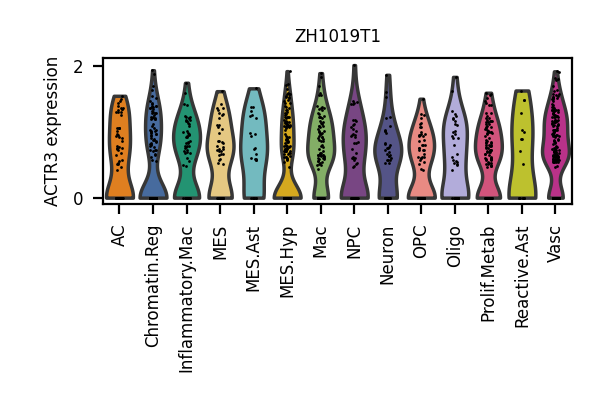 ZH1019T1
ACTR3 expression
2
0
AC
Chromatin.Reg
Inflammatory.Mac
MES
MES.Ast
MES.Hyp
Mac
NPC
Neuron
OPC
Oligo
Prolif.Metab
Reactive.Ast
Vasc